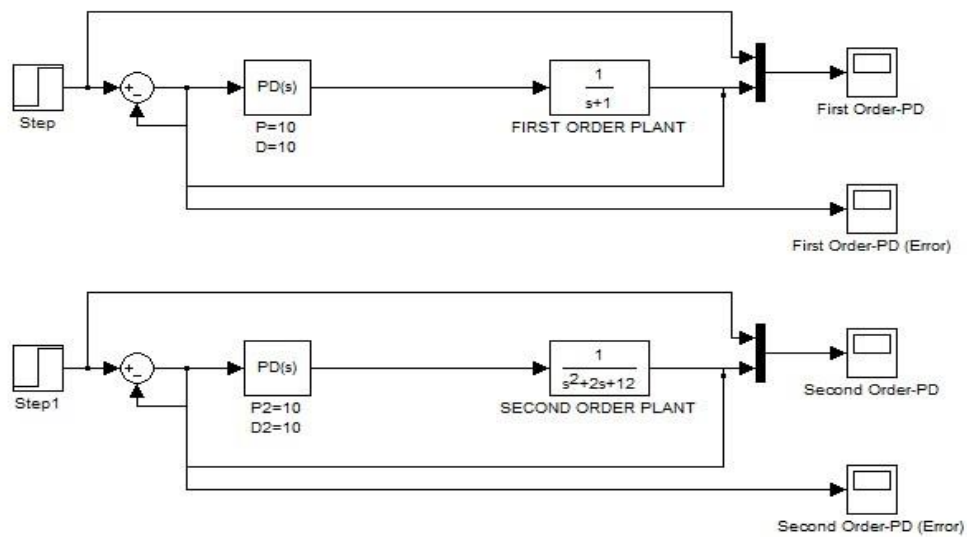 Step
+
−
PD(s)
P=10
D=10
1
s+1
FIRST ORDER PLANT
First Order-PD
First Order-PD (Error)
Step1
+
−
PD(s)
P2=10
D2=10
1
s²+2s+12
SECOND ORDER PLANT
Second Order-PD
Second Order-PD (Error)